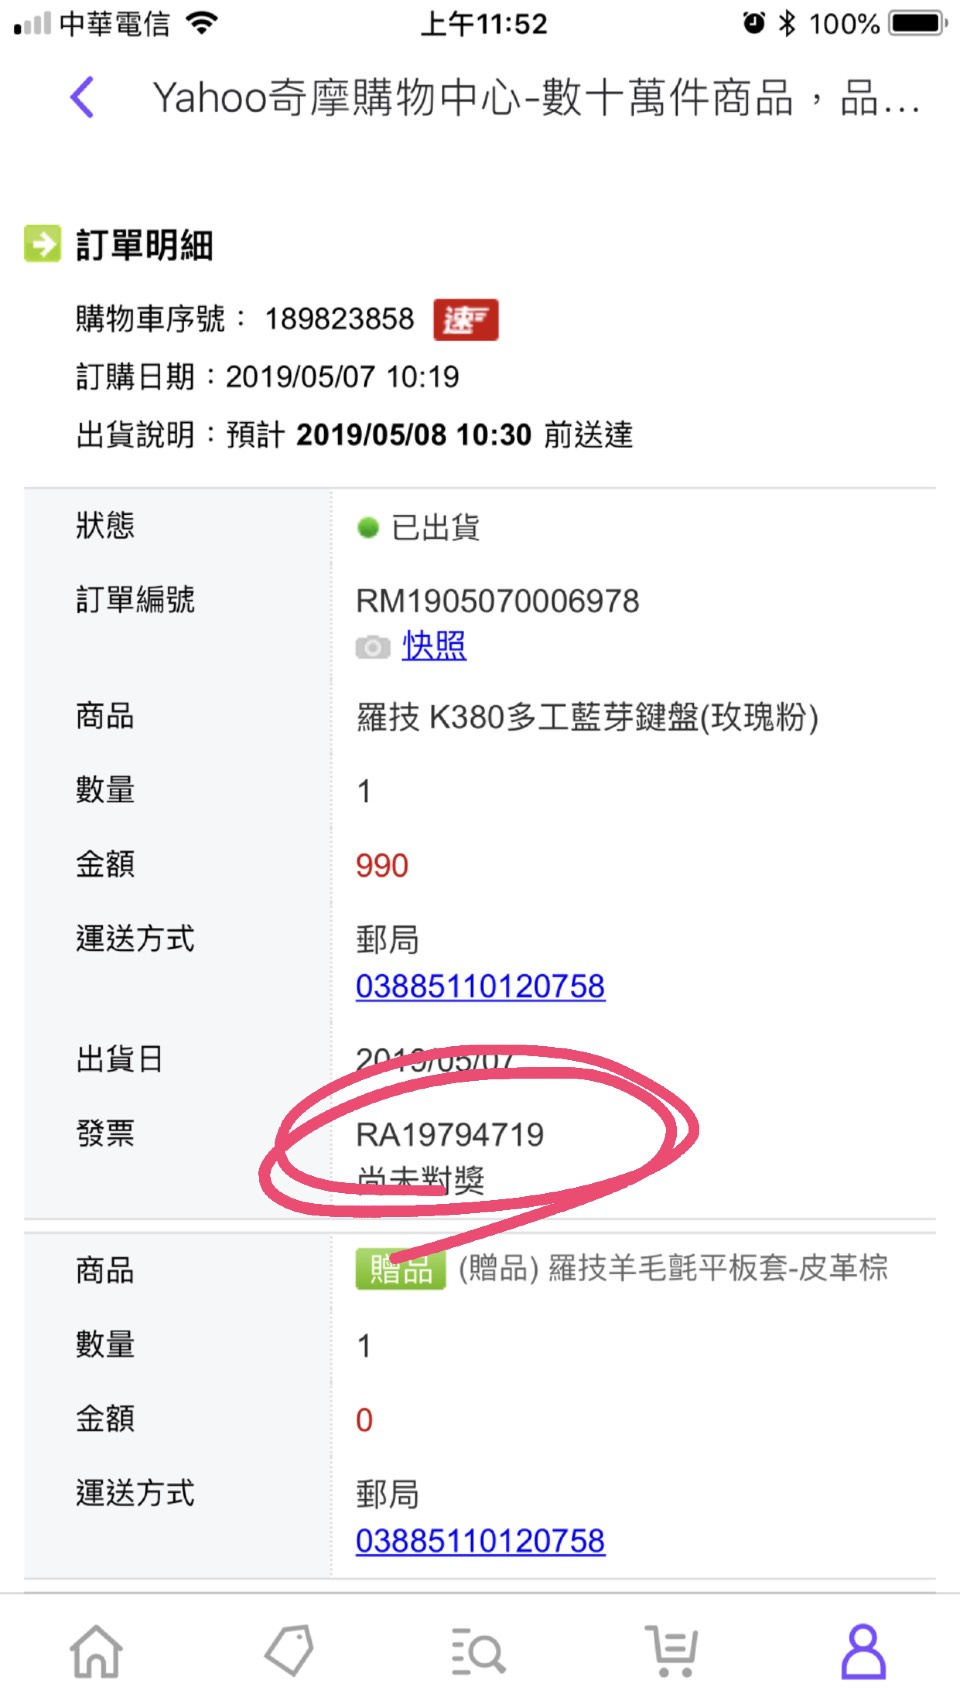 中華電信 上午11:52 100%
Yahoo奇摩購物中心-數十萬件商品，品...
訂單明細
購物車序號： 189823858 速
訂購日期：2019/05/07 10:19
出貨說明：預計 2019/05/08 10:30 前送達
狀態 已出貨
訂單編號 RM1905070006978
快照
商品 羅技 K380多工藍芽鍵盤(玫瑰粉)
數量 1
金額 990
運送方式 郵局
03885110120758
出貨日 2019/05/07
發票 RA19794719
尚未對獎
商品 贈品 (贈品) 羅技羊毛氈平板套-皮革棕
數量 1
金額 0
運送方式 郵局
03885110120758